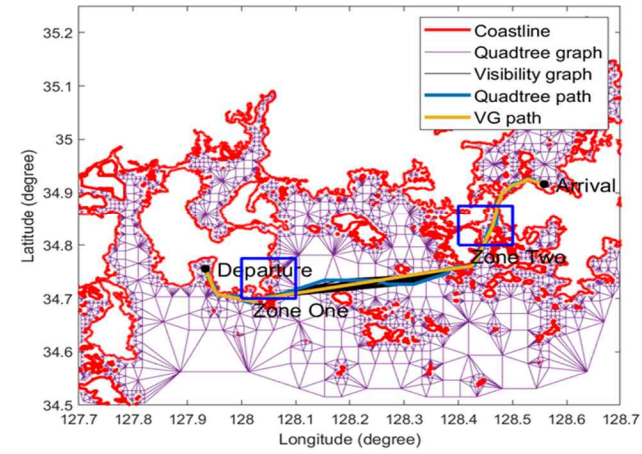 35.2
35.1
35
34.9
34.8
34.7
34.6
34.5
Latitude (degree)
Coastline
Quadtree graph
Visibility graph
Quadtree path
VG path
Arrival
Zone Two
Departure
Zone One
127.7 127.8 127.9 128 128.1 128.2 128.3 128.4 128.5 128.6 128.7
Longitude (degree)